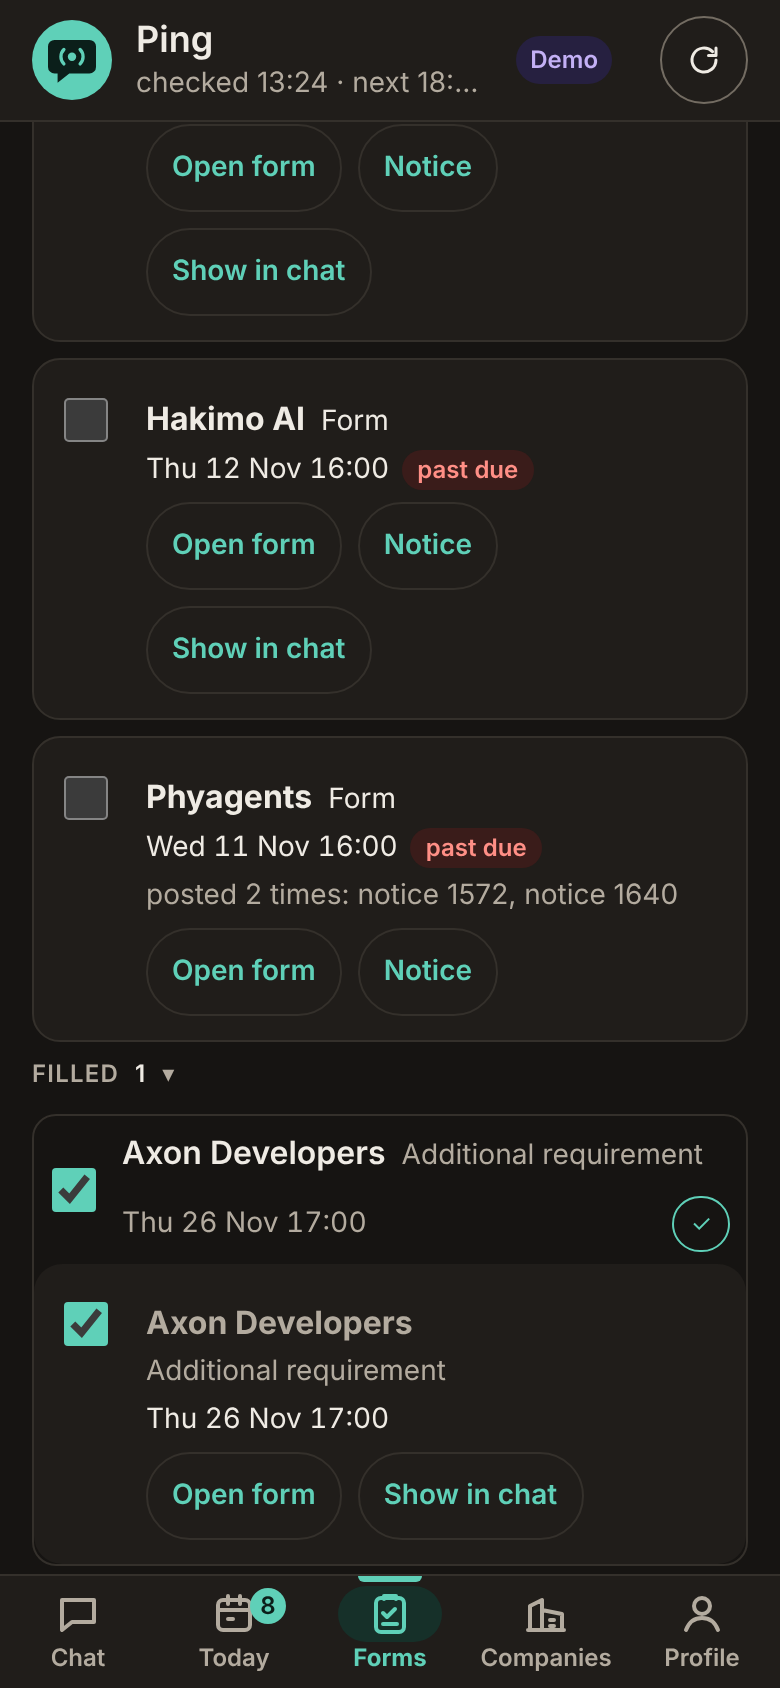 Ping
checked 13:24 · next 18:...
Demo
Open form
Notice
Show in chat
Hakimo AI Form
Thu 12 Nov 16:00 past due
Open form
Notice
Show in chat
Phyagents Form
Wed 11 Nov 16:00 past due
posted 2 times: notice 1572, notice 1640
Open form
Notice
FILLED 1 ▾
Axon Developers Additional requirement
Thu 26 Nov 17:00
Axon Developers
Additional requirement
Thu 26 Nov 17:00
Open form
Show in chat
8
Chat
Today
Forms
Companies
Profile